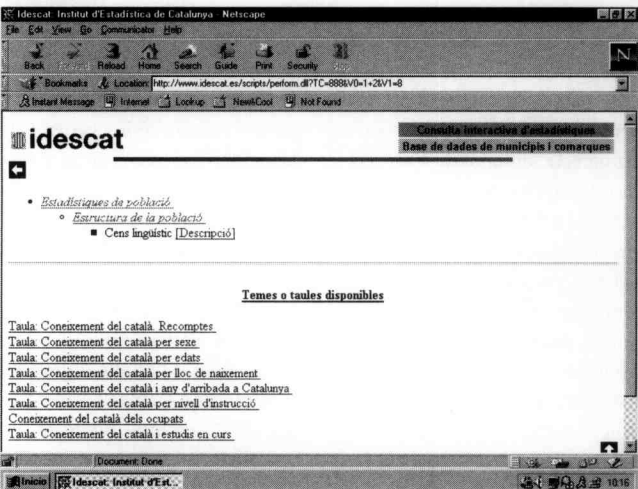 Idescat: Institut d'Estadística de Catalunya - Netscape
File Edit View Go Communicator Help
Back Reload Home Search Guide Print Security
Bookmarks Location: http://www.idescat.es/scripts/perform.dll?TC=888&V0=1+2&V1=8
Instant Message Internet Lookup New&Cool Not Found
idescat
Consulta interactiva d'estadístiques
Base de dades de municipis i comarques
Estadístiques de població
Estructura de la població
Cens lingüístic [Descripció]
Temes o taules disponibles
Taula: Coneixement del català. Recomptes
Taula: Coneixement del català per sexe
Taula: Coneixement del català per edats
Taula: Coneixement del català per lloc de naixement
Taula: Coneixement del català i any d'arribada a Catalunya
Taula: Coneixement del català per nivell d'instrucció
Coneixement del català dels ocupats
Taula: Coneixement del català i estudis en curs
Document: Done
Inicio Idescat: Institut d'Est... 10:16